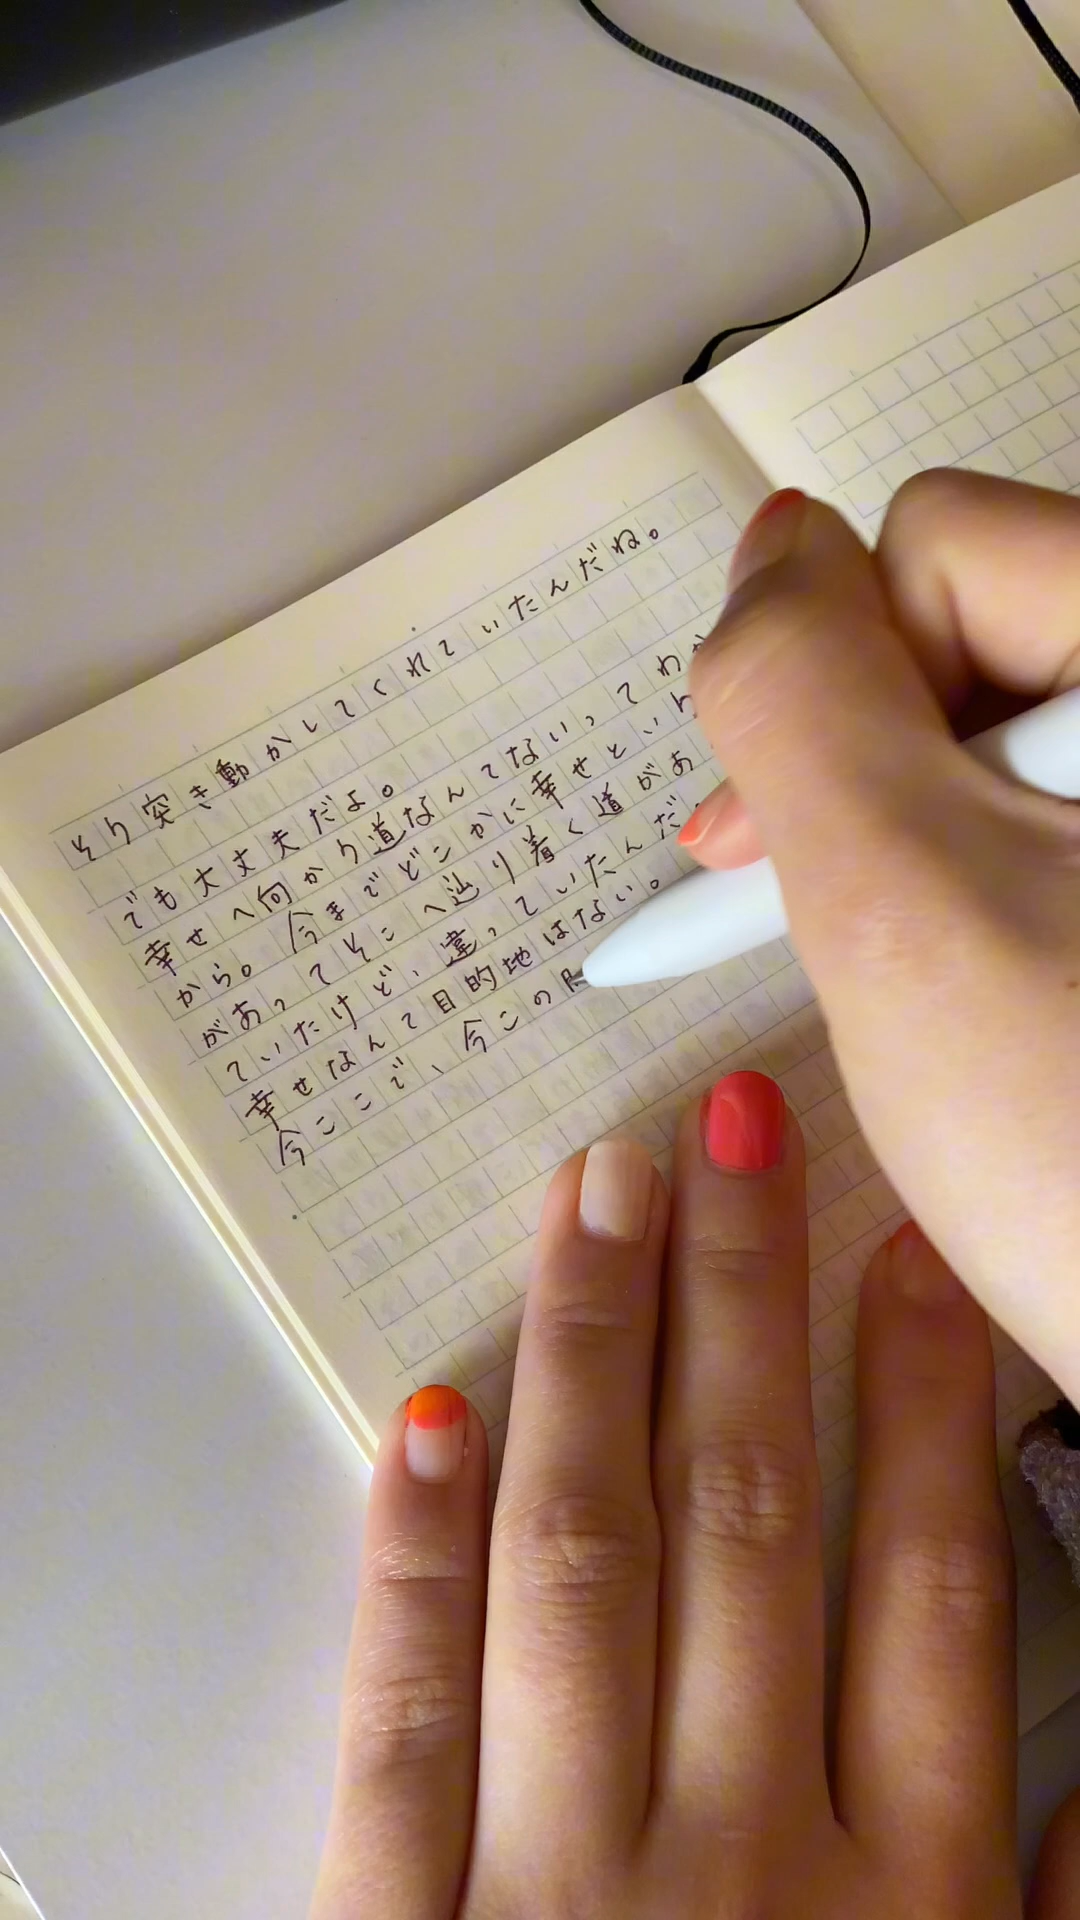 そう突き動かしてくれていたんだね。
でも大丈夫だよ。
幸せへ向かう道なんてないってわか
から。今までどこかに幸せという
があってそこへ辿り着く道があ
ていたけど、違っていたんだ。
幸せなんて目的地はない。
今ここで、今この